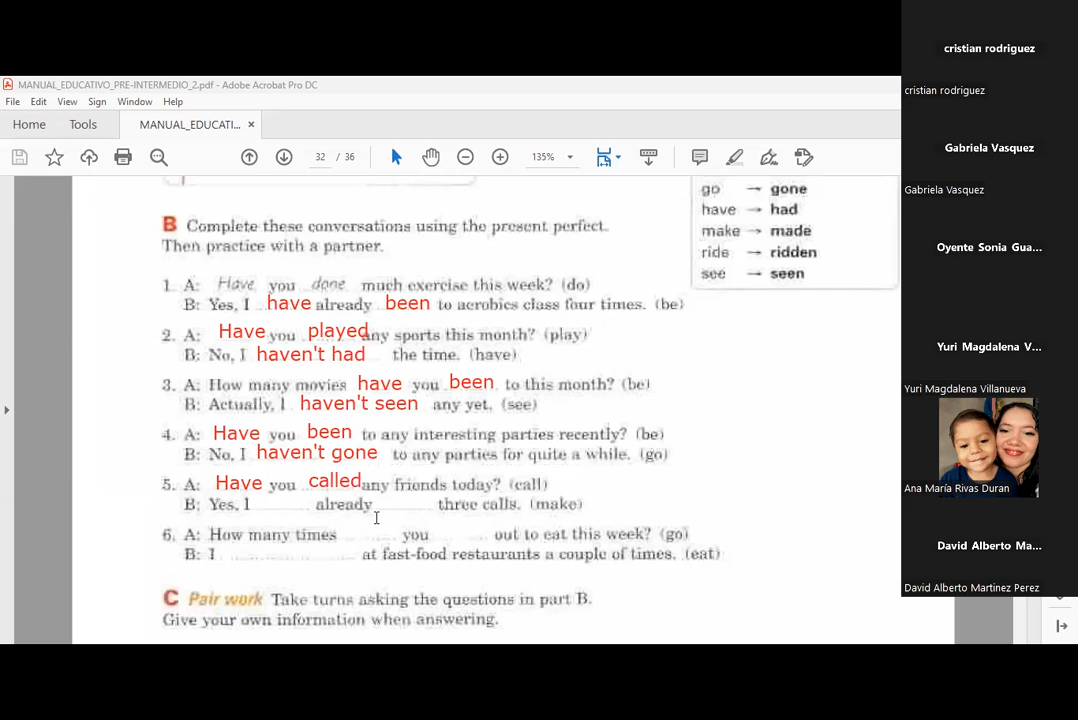 MANUAL_EDUCATIVO_PRE-INTERMEDIO_2.pdf - Adobe Acrobat Pro DC
File Edit View Sign Window Help
Home Tools MANUAL_EDUCATI... ×
32 / 36 135%
go → gone
have → had
make → made
ride → ridden
see → seen
B Complete these conversations using the present perfect.
Then practice with a partner.
1. A: Have you done much exercise this week? (do)
B: Yes, I have already been to aerobics class four times. (be)
2. A: Have you played any sports this month? (play)
B: No, I haven't had the time. (have)
3. A: How many movies have you been to this month? (be)
B: Actually, I haven't seen any yet. (see)
4. A: Have you been to any interesting parties recently? (be)
B: No, I haven't gone to any parties for quite a while. (go)
5. A: Have you called any friends today? (call)
B: Yes, I already three calls. (make)
6. A: How many times you out to eat this week? (go)
B: I at fast-food restaurants a couple of times. (eat)
C Pair work Take turns asking the questions in part B.
Give your own information when answering.
cristian rodriguez
cristian rodriguez
Gabriela Vasquez
Gabriela Vasquez
Oyente Sonia Gua...
Yuri Magdalena V...
Yuri Magdalena Villanueva
Ana María Rivas Duran
David Alberto Ma...
David Alberto Martinez Perez